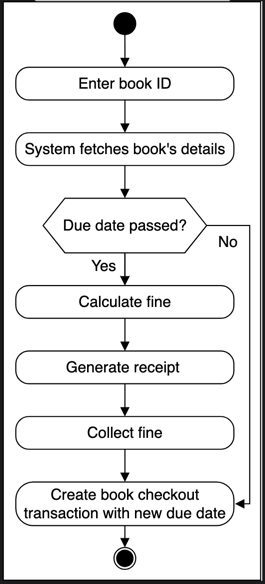 Enter book ID
System fetches book's details
Due date passed?
No
Yes
Calculate fine
Generate receipt
Collect fine
Create book checkout
transaction with new due date